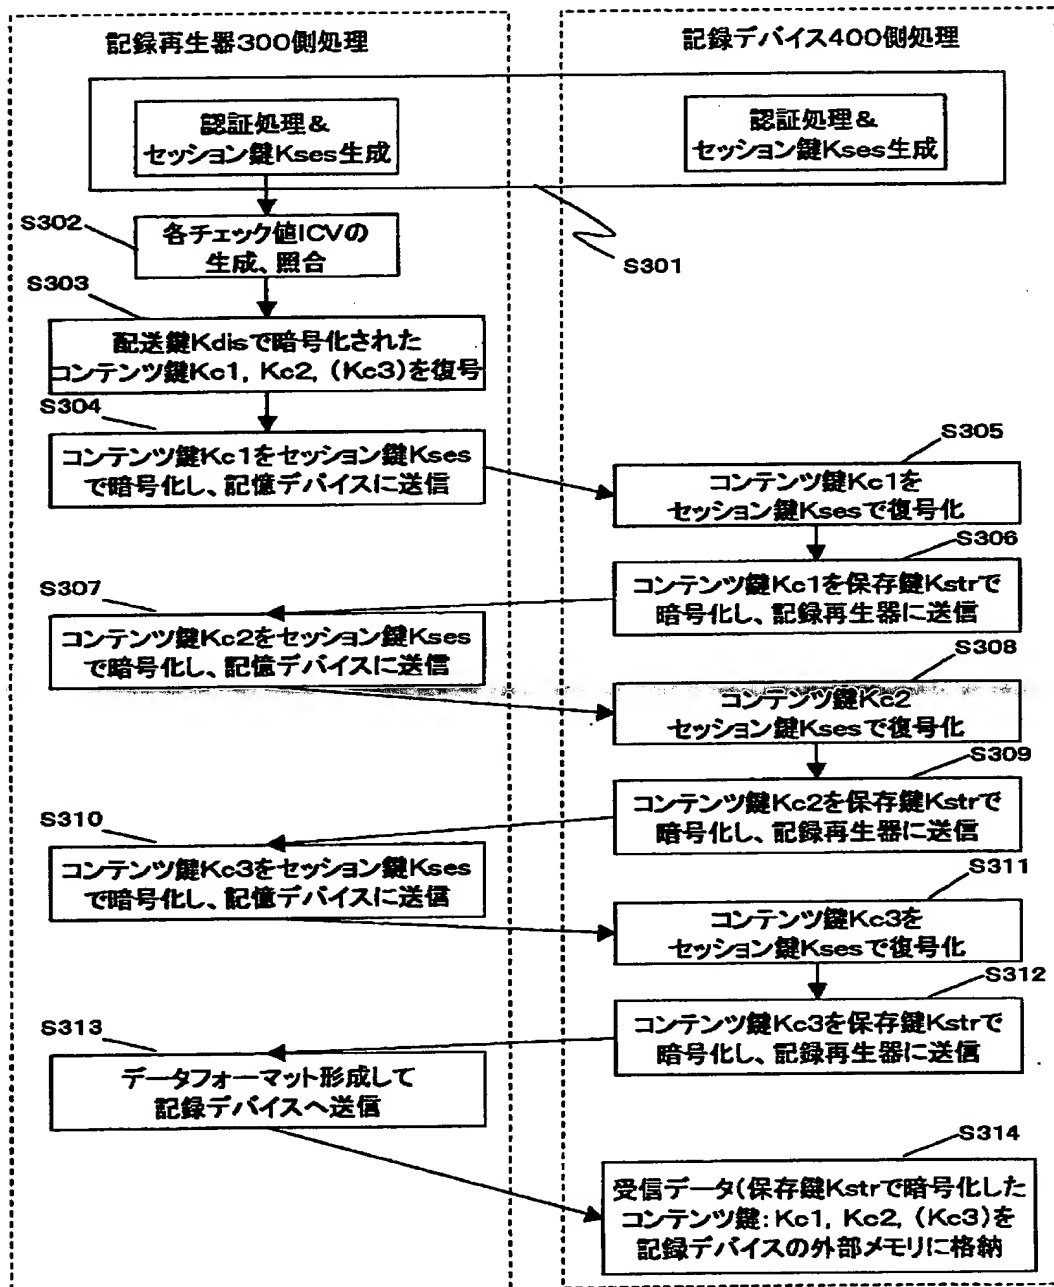 記録再生器300側処理
記録デバイス400側処理
認証処理&
セッション鍵Kses生成
認証処理&
セッション鍵Kses生成
S301
S302
各チェック値ICVの
生成、照合
S303
配送鍵Kdisで暗号化された
コンテンツ鍵Kc1, Kc2, (Kc3)を復号
S304
コンテンツ鍵Kc1をセッション鍵Kses
で暗号化し、記憶デバイスに送信
S305
コンテンツ鍵Kc1を
セッション鍵Ksesで復号化
S306
コンテンツ鍵Kc1を保存鍵Kstrで
暗号化し、記録再生器に送信
S307
コンテンツ鍵Kc2をセッション鍵Kses
で暗号化し、記憶デバイスに送信
S308
コンテンツ鍵Kc2
セッション鍵Ksesで復号化
S309
コンテンツ鍵Kc2を保存鍵Kstrで
暗号化し、記録再生器に送信
S310
コンテンツ鍵Kc3をセッション鍵Kses
で暗号化し、記憶デバイスに送信
S311
コンテンツ鍵Kc3を
セッション鍵Ksesで復号化
S312
コンテンツ鍵Kc3を保存鍵Kstrで
暗号化し、記録再生器に送信
S313
データフォーマット形成して
記録デバイスへ送信
S314
受信データ(保存鍵Kstrで暗号化した
コンテンツ鍵:Kc1, Kc2, (Kc3)を
記録デバイスの外部メモリに格納